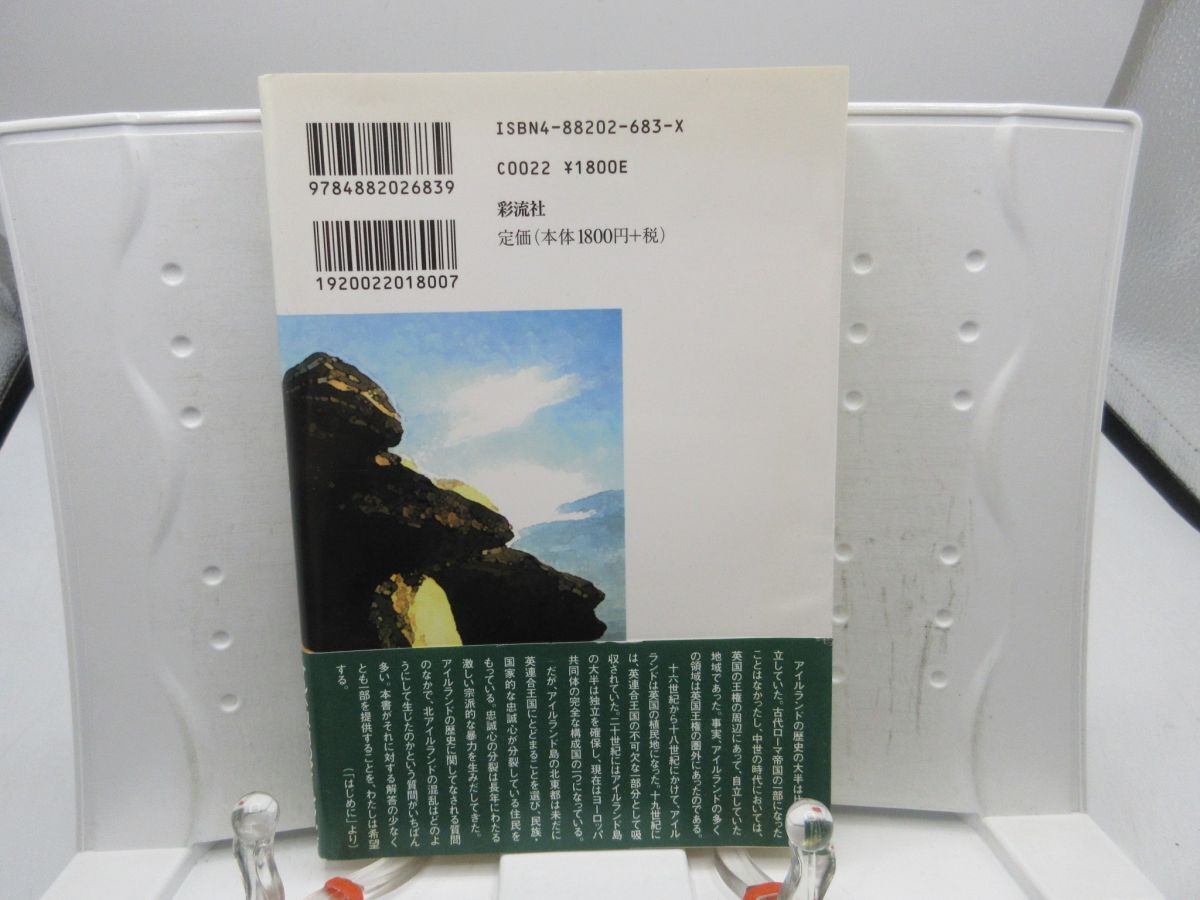 ISBN4-88202-683-X
C0022 ¥1800E
9784882026839
彩流社
定価(本体1800円+税)
1920022018007
アイルランドの歴史の大半は
立していた。古代ローマ帝国の一部になった
ことはなかったし、中世の時代においては、
英国の王権の周辺にあって、自立していた
地域であった。事実、アイルランドの多く
の領域は英国王権の圏外にあったのである。
十六世紀から十八世紀にかけて、アイル
ランドは英国の植民地になった。十九世紀に
は、英連合王国の不可欠な一部分として吸
収されていた。二十世紀にはアイルランド島
の大半は独立を確保し、現在はヨーロッパ
共同体の完全な構成国の一つになっている。
だが、アイルランド島の北東部は未だに
英連合王国にとどまることを選び、民族・
国家的な忠誠心が分裂している住民を
もっている。忠誠心の分裂は長年にわたる
激しい宗派的な暴力を生みだしてきた。
アイルランドの歴史に関してなされる質問
のなかで、北アイルランドの混乱はどのよ
うにして生じたのかという質問がいちばん
多い。本書がそれに対する解答の少なく
とも一部を提供することを、わたしは希望
する。
(「はじめに」より)